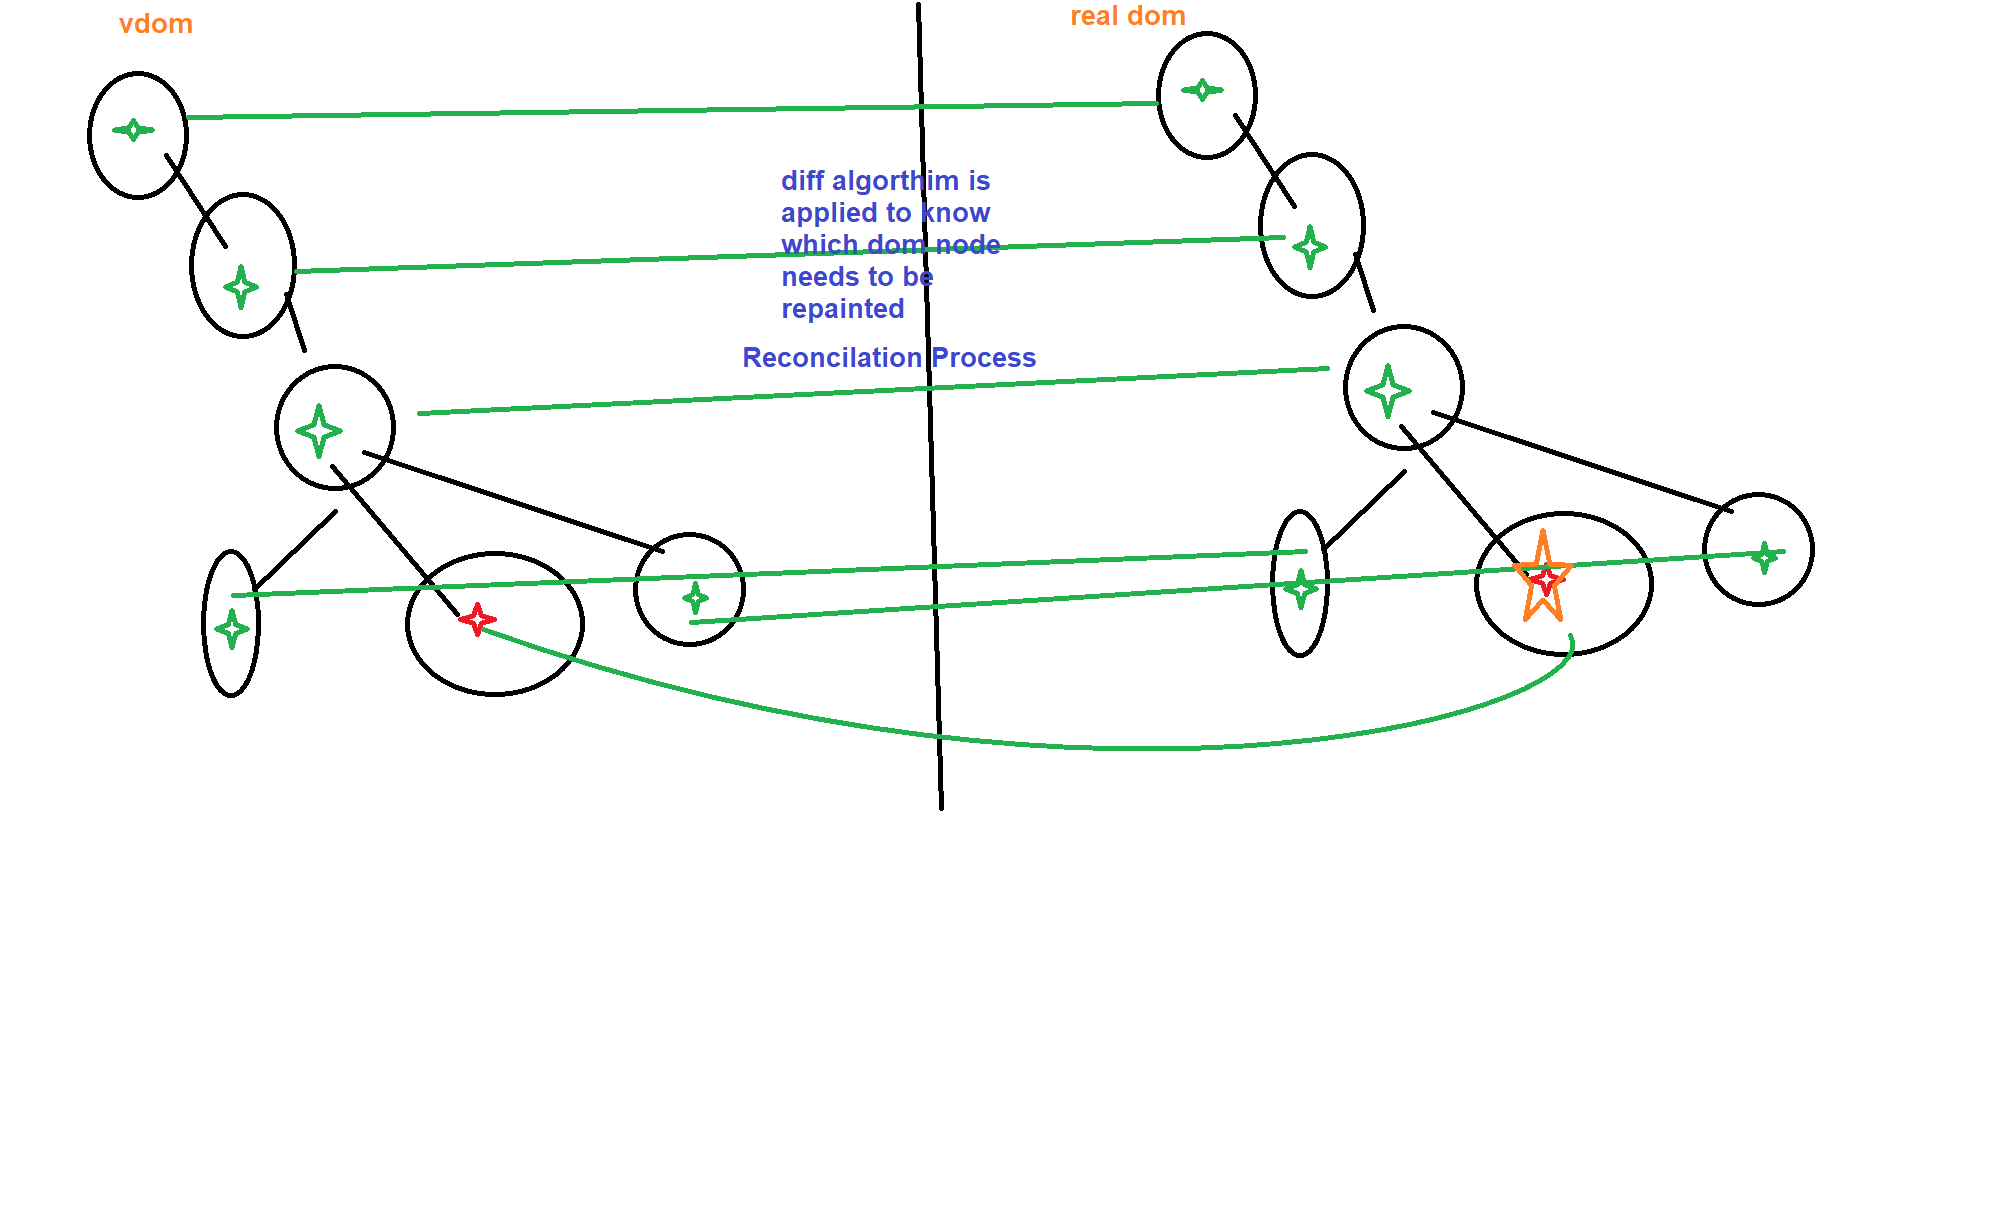 vdom
real dom
diff algorthim is
applied to know
which dom node
needs to be
repainted
Reconcilation Process